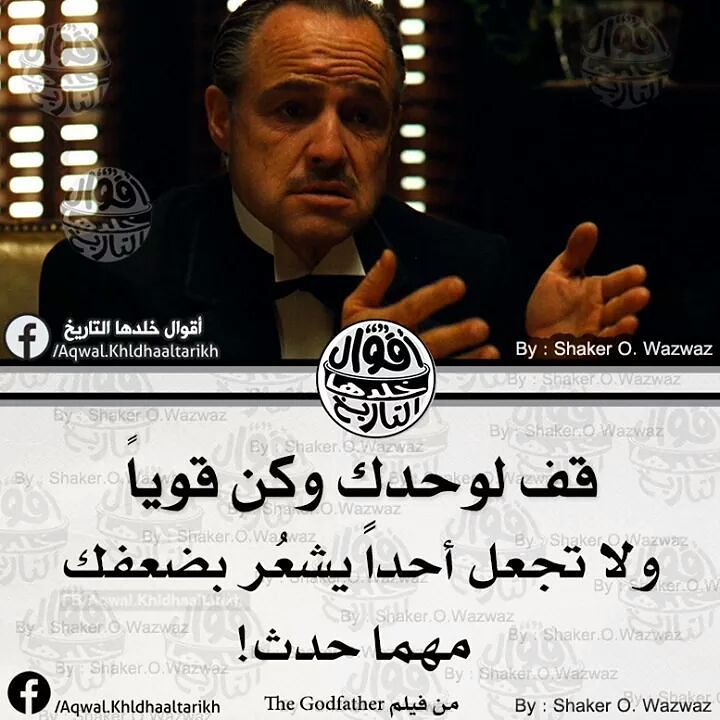 أقوال خلدها التاريخ
/Aqwal.Khldhaaltarikh
By : Shaker O. Wazwaz
أقوال
خلدها
التاريخ
قف لوحدك وكن قوياً
ولا تجعل أحداً يشعُر بضعفك
مهما حدث!
/Aqwal.Khldhaaltarikh
من فيلم The Godfather
By : Shaker O. Wazwaz